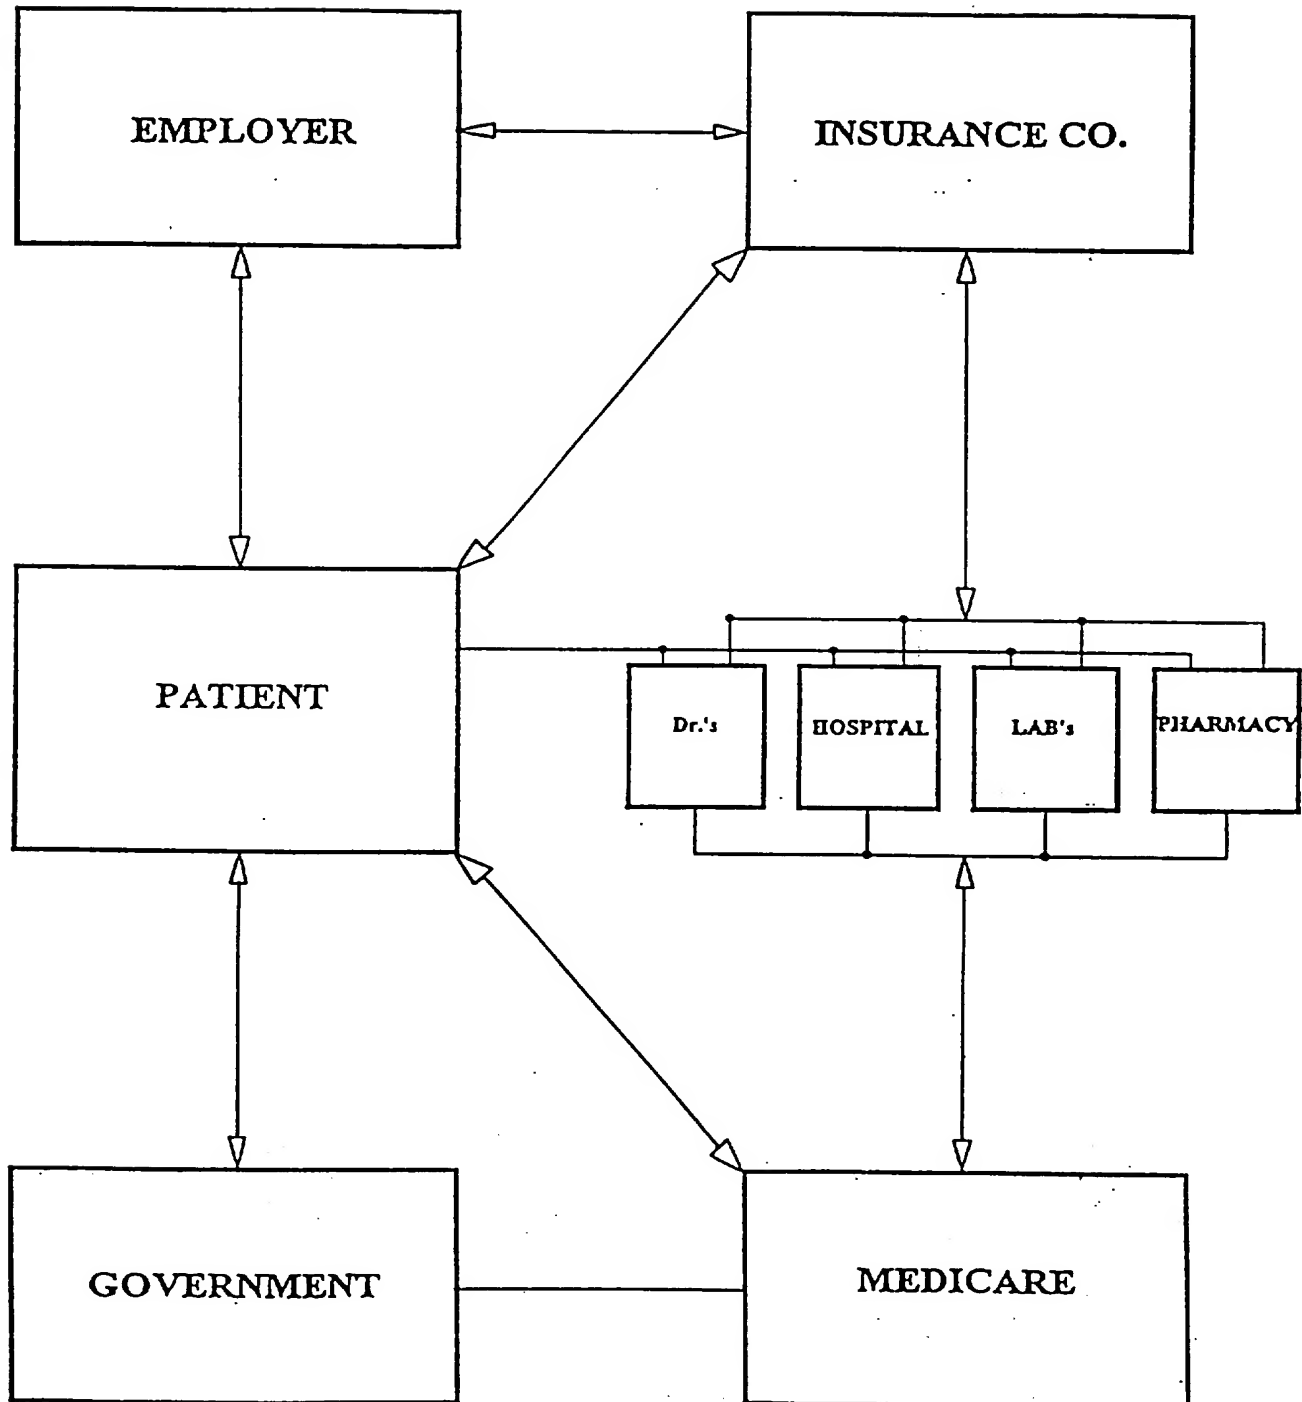 EMPLOYER
INSURANCE CO.
PATIENT
Dr.'s
HOSPITAL
LAB's
PHARMACY
GOVERNMENT
MEDICARE